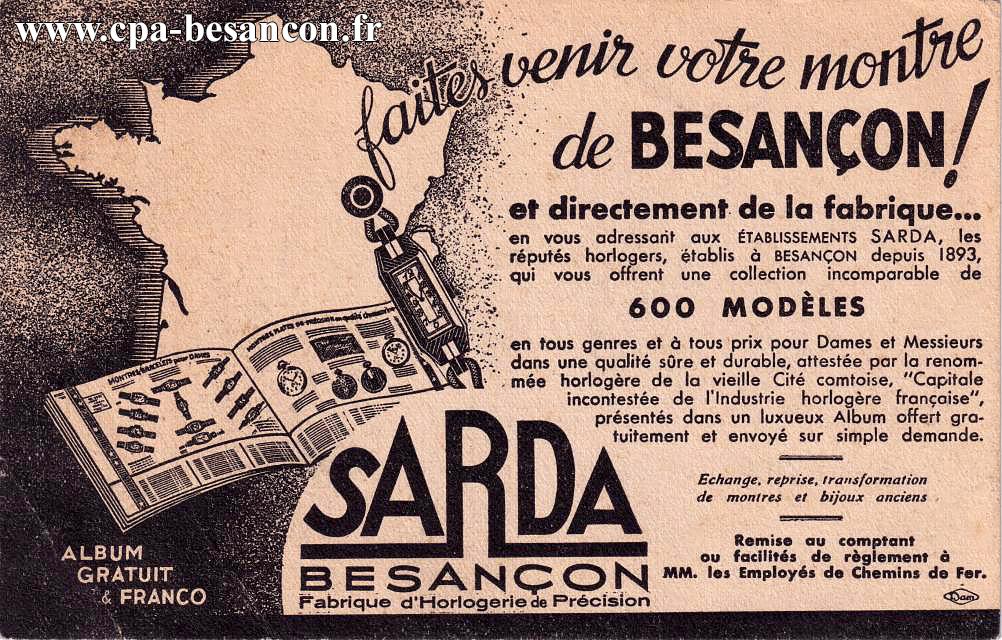 www.cpa-besancon.fr
faites venir votre montre
de BESANÇON!
et directement de la fabrique...
en vous adressant aux ÉTABLISSEMENTS SARDA, les
réputés horlogers, établis à BESANÇON depuis 1893,
qui vous offrent une collection incomparable de
600 MODÈLES
en tous genres et à tous prix pour Dames et Messieurs
dans une qualité sûre et durable, attestée par la renom-
mée horlogère de la vieille Cité comtoise, "Capitale
incontestée de l'Industrie horlogère française",
présentés dans un luxueux Album offert gra-
tuitement et envoyé sur simple demande.
Echange, reprise, transformation
de montres et bijoux anciens
Remise au comptant
ou facilités de règlement à
MM. les Employés de Chemins de Fer.
Dam
MONTRES-BRACELETS pour DAMES
MONTRES PLATES DE PRÉCISION
SARDA
BESANÇON
Fabrique d'Horlogerie de Précision
ALBUM
GRATUIT
& FRANCO